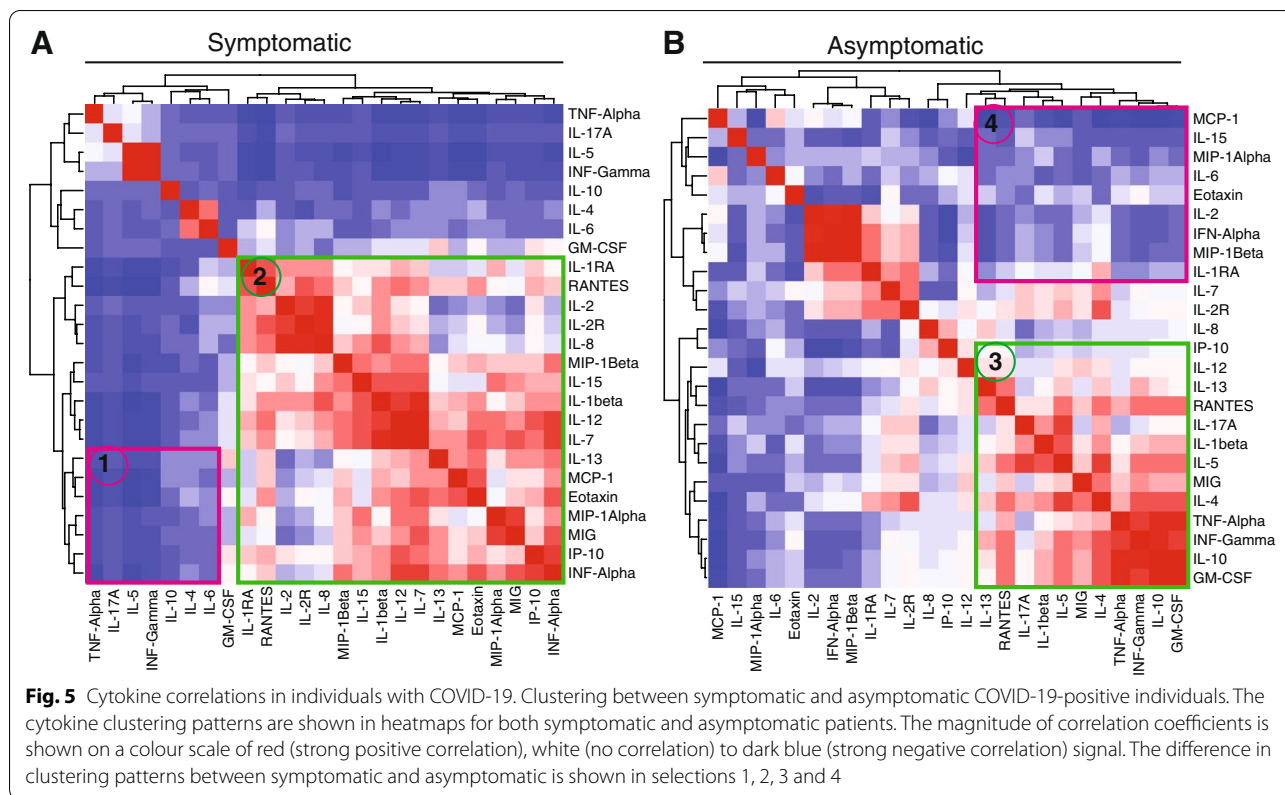 A
Symptomatic
TNF-Alpha
IL-17A
IL-5
INF-Gamma
IL-10
IL-4
IL-6
GM-CSF
IL-1RA
RANTES
IL-2
IL-2R
IL-8
MIP-1Beta
IL-15
IL-1beta
IL-12
IL-7
IL-13
MCP-1
Eotaxin
MIP-1Alpha
MIG
IP-10
INF-Alpha
1
2
TNF-Alpha
IL-17A
IL-5
INF-Gamma
IL-10
IL-4
IL-6
GM-CSF
IL-1RA
RANTES
IL-2
IL-2R
IL-8
MIP-1Beta
IL-15
IL-1beta
IL-12
IL-7
IL-13
MCP-1
Eotaxin
MIP-1Alpha
MIG
IP-10
INF-Alpha
B
Asymptomatic
MCP-1
IL-15
MIP-1Alpha
IL-6
Eotaxin
IL-2
IFN-Alpha
MIP-1Beta
IL-1RA
IL-7
IL-2R
IL-8
IP-10
IL-12
IL-13
RANTES
IL-17A
IL-1beta
IL-5
MIG
IL-4
TNF-Alpha
INF-Gamma
IL-10
GM-CSF
4
3
MCP-1
IL-15
MIP-1Alpha
IL-6
Eotaxin
IL-2
IFN-Alpha
MIP-1Beta
IL-1RA
IL-7
IL-2R
IL-8
IP-10
IL-12
IL-13
RANTES
IL-17A
IL-1beta
IL-5
MIG
IL-4
TNF-Alpha
INF-Gamma
IL-10
GM-CSF
Fig. 5 Cytokine correlations in individuals with COVID-19. Clustering between symptomatic and asymptomatic COVID-19-positive individuals. The
cytokine clustering patterns are shown in heatmaps for both symptomatic and asymptomatic patients. The magnitude of correlation coefficients is
shown on a colour scale of red (strong positive correlation), white (no correlation) to dark blue (strong negative correlation) signal. The difference in
clustering patterns between symptomatic and asymptomatic is shown in selections 1, 2, 3 and 4